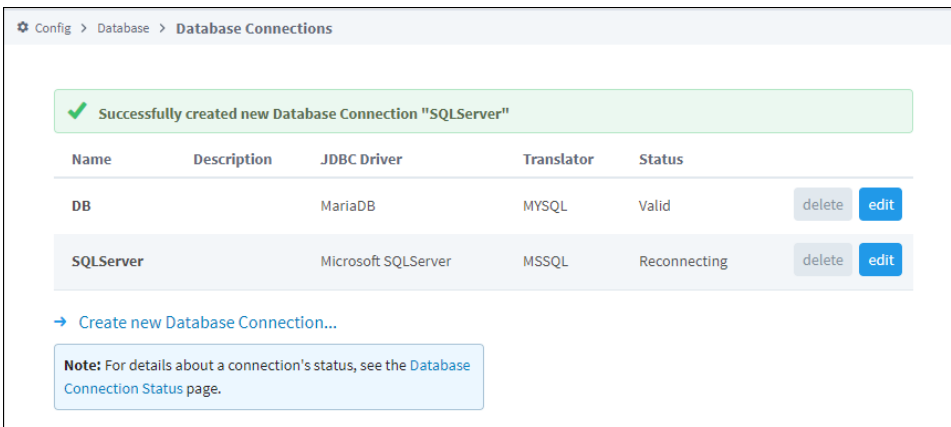 Config > Database > Database Connections
Successfully created new Database Connection "SQLServer"
Name Description JDBC Driver Translator Status
DB MariaDB MYSQL Valid delete edit
SQLServer Microsoft SQLServer MSSQL Reconnecting delete edit
→ Create new Database Connection...
Note: For details about a connection's status, see the Database
Connection Status page.